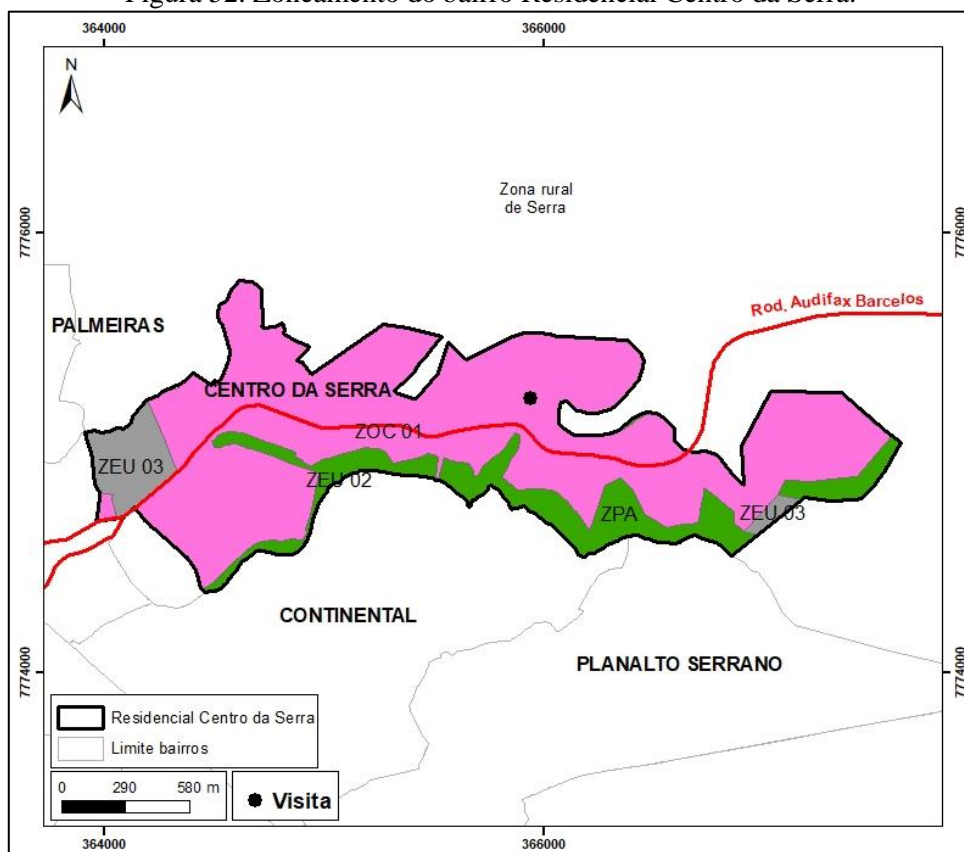 Figura 32: Zoneamento do bairro Residencial Centro da Serra.
364000
366000
N
Zona rural
de Serra
7776000
7776000
Rod. Audifax Barcelos
PALMEIRAS
CENTRO DA SERRA
ZOC 01
ZEU 03
ZEU 02
ZPA
ZEU 03
CONTINENTAL
PLANALTO SERRANO
7774000
7774000
Residencial Centro da Serra
Limite bairros
0 290 580 m
Visita
364000
366000